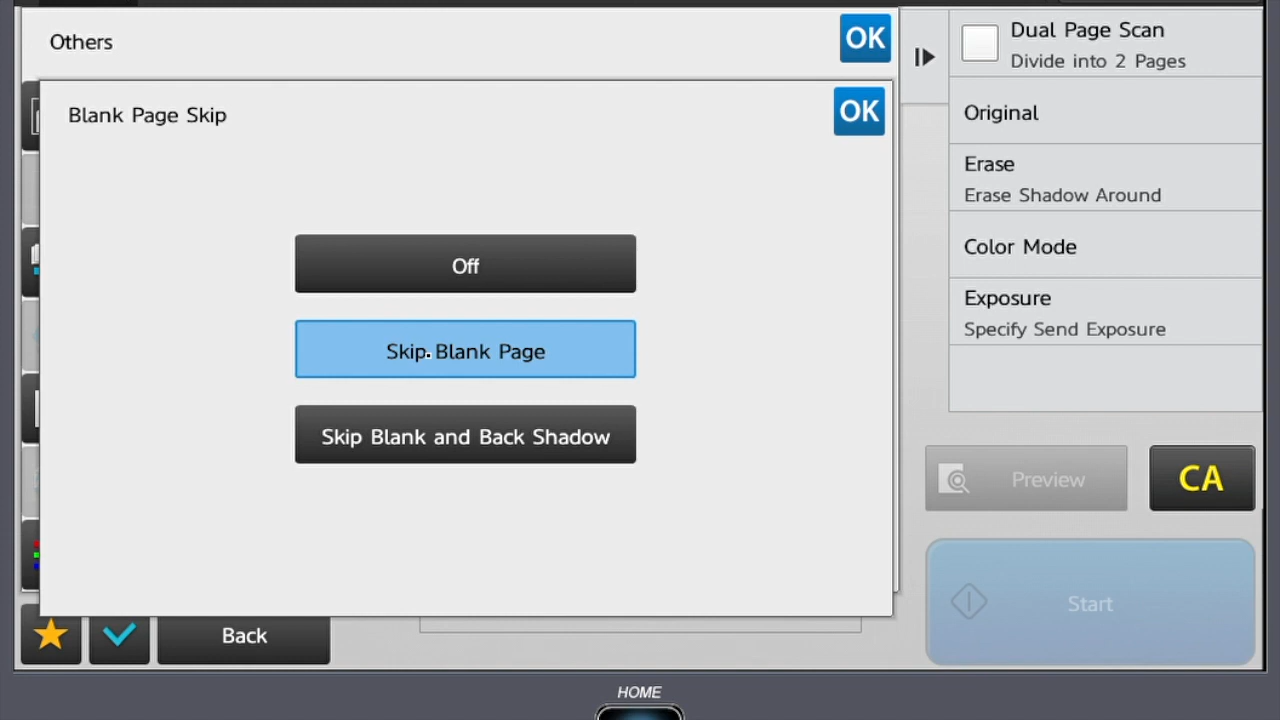 Others
OK
Blank Page Skip
OK
Off
Skip Blank Page
Skip Blank and Back Shadow
Back
Dual Page Scan
Divide into 2 Pages
Original
Erase
Erase Shadow Around
Color Mode
Exposure
Specify Send Exposure
Preview
CA
Start
HOME